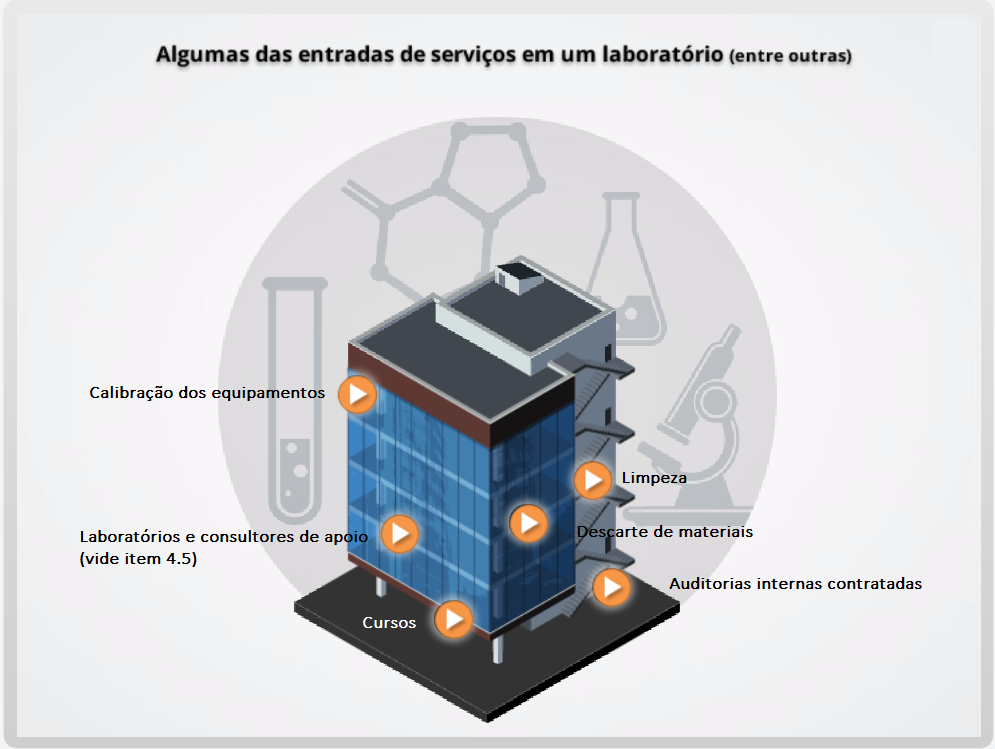 Algumas das entradas de serviços em um laboratório (entre outras)
Calibração dos equipamentos
Limpeza
Laboratórios e consultores de apoio
(vide item 4.5)
Descarte de materiais
Auditorias internas contratadas
Cursos